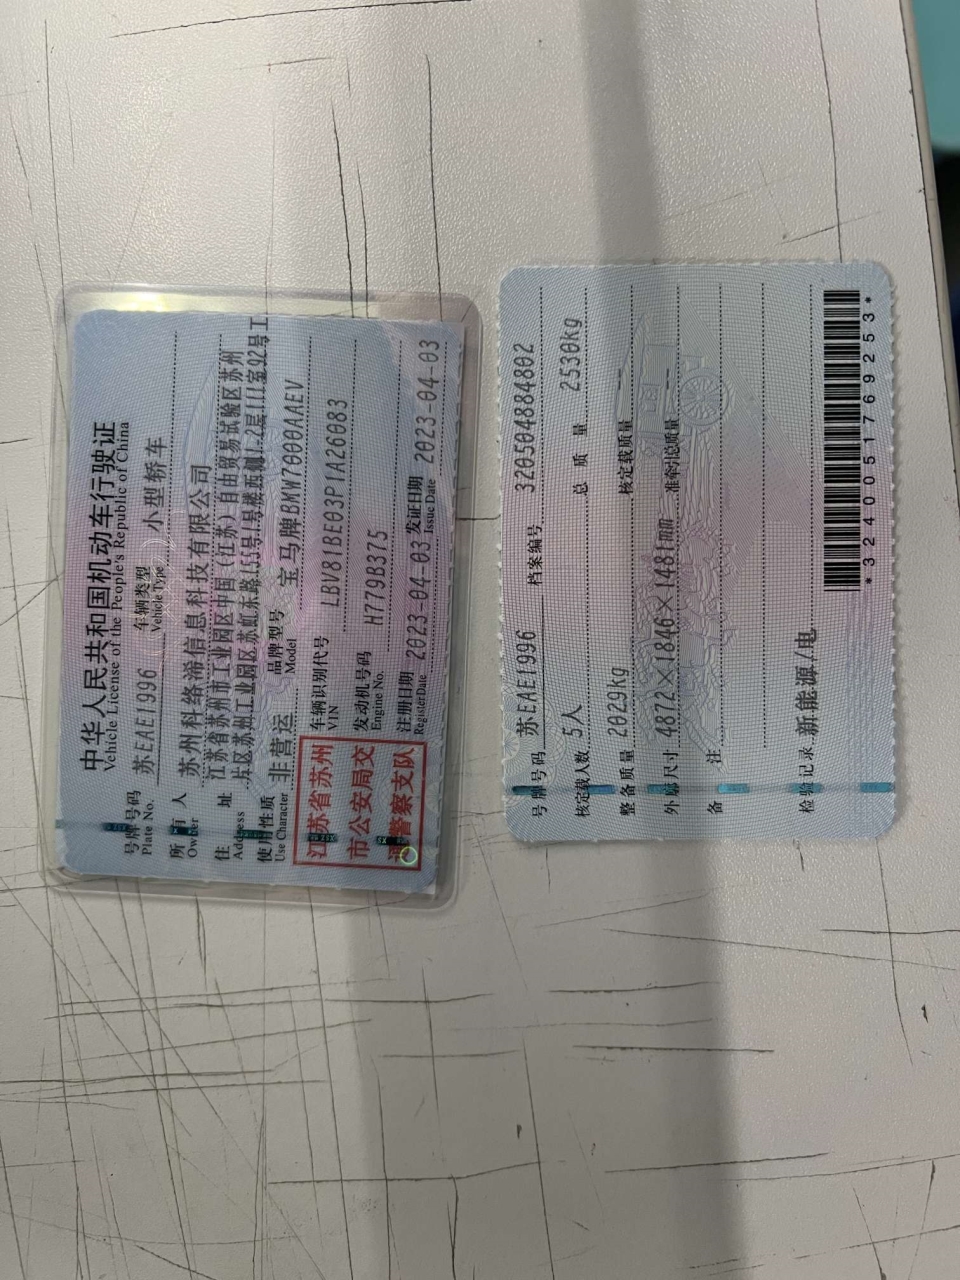 中华人民共和国机动车行驶证
Vehicle License of the People's Republic of China
号牌号码 苏EAE1996 车辆类型 小型轿车
Plate No. Vehicle Type
所有人 苏州科络浠信息科技有限公司
Owner
住址 江苏省苏州市工业园区中国（江苏）自由贸易试验区苏州
Address 片区苏州工业园区苏虹东路155号1号楼西侧1.2层111室92号工
使用性质 非营运 品牌型号 宝马牌BMW7000AAEV
Use Character Model
江苏省苏州
市公安局交
通警察支队
车辆识别代号 LBV81BE03P1A26083
VIN
发动机号码 H779B375
Engine No.
注册日期 2023-04-03 发证日期 2023-04-03
Register Date Issue Date
号牌号码 苏EAE1996 档案编号 320504884802
核定载人数 5人 总质量 2530kg
整备质量 2029kg 核定载质量 --
外廓尺寸 4872×1846×1481mm 准牵引总质量 --
备注
检验记录 新能源/电
*3240051769253*